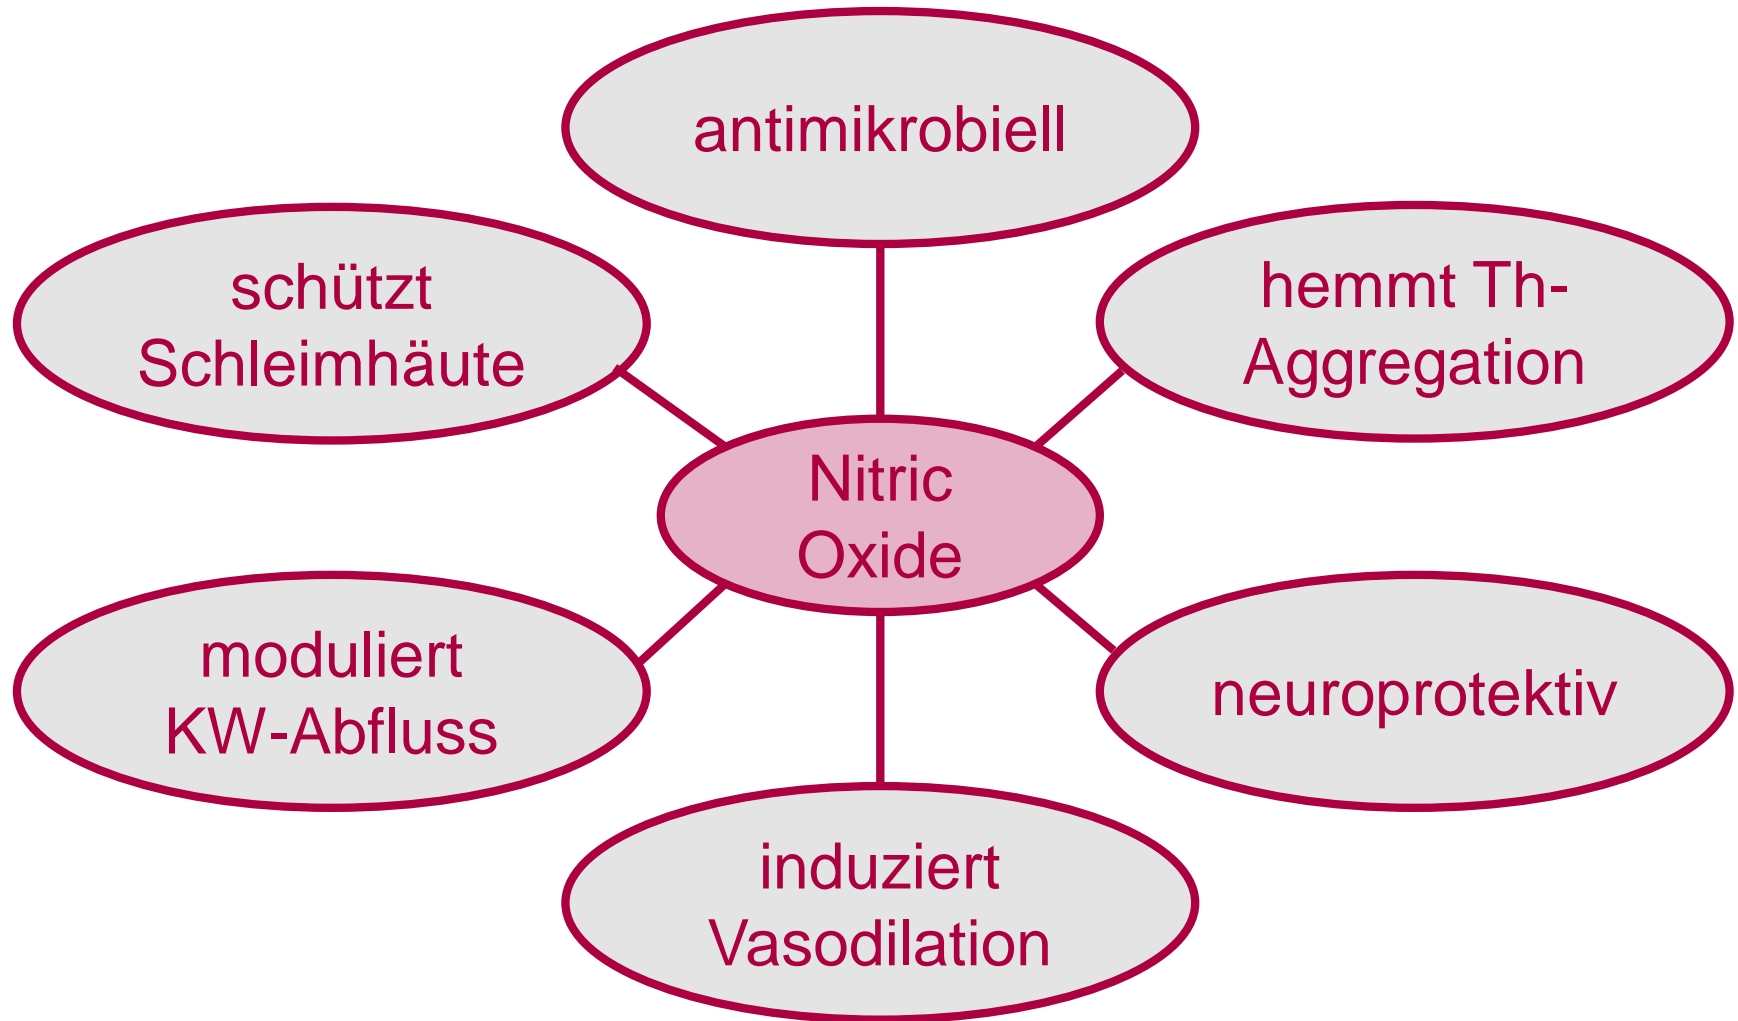 antimikrobiell
schützt
Schleimhäute
hemmt Th-
Aggregation
Nitric
Oxide
moduliert
KW-Abfluss
neuroprotektiv
induziert
Vasodilation